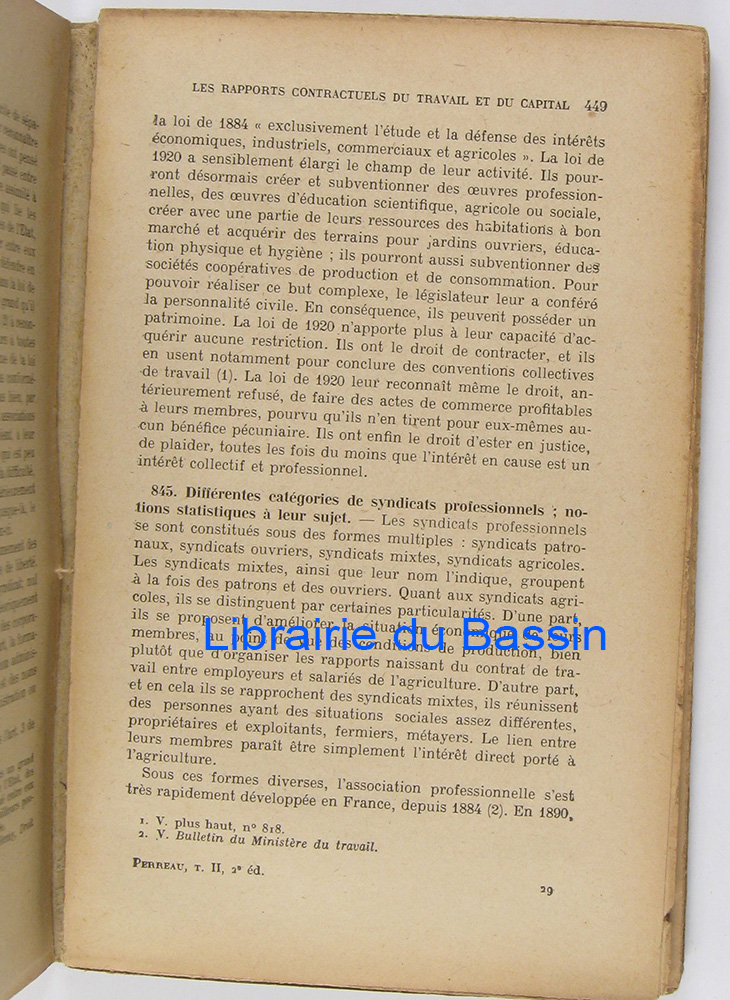 LES RAPPORTS CONTRACTUELS DU TRAVAIL ET DU CAPITAL 449
la loi de 1884 « exclusivement l'étude et la défense des intérêts
économiques, industriels, commerciaux et agricoles ». La loi de
1920 a sensiblement élargi le champ de leur activité. Ils pour-
ront désormais créer et subventionner des œuvres profession-
nelles, des œuvres d'éducation scientifique, agricole ou sociale,
créer avec une partie de leurs ressources des habitations à bon
marché et acquérir des terrains pour jardins ouvriers, éduca-
tion physique et hygiène ; ils pourront aussi subventionner des
sociétés coopératives de production et de consommation. Pour
pouvoir réaliser ce but complexe, le législateur leur a conféré
la personnalité civile. En conséquence, ils peuvent posséder un
patrimoine. La loi de 1920 n'apporte plus à leur capacité d'ac-
quérir aucune restriction. Ils ont le droit de contracter, et ils
en usent notamment pour conclure des conventions collectives
de travail (1). La loi de 1920 leur reconnaît même le droit, an-
térieurement refusé, de faire des actes de commerce profitables
à leurs membres, pourvu qu'ils n'en tirent pour eux-mêmes au-
cun bénéfice pécuniaire. Ils ont enfin le droit d'ester en justice,
de plaider, toutes les fois du moins que l'intérêt en cause est un
intérêt collectif et professionnel.
845. Différentes catégories de syndicats professionnels ; no-
tions statistiques à leur sujet. — Les syndicats professionnels
se sont constitués sous des formes multiples : syndicats patro-
naux, syndicats ouvriers, syndicats mixtes, syndicats agricoles.
Les syndicats mixtes, ainsi que leur nom l'indique, groupent
à la fois des patrons et des ouvriers. Quant aux syndicats agri-
coles, ils se distinguent par certaines particularités. D'une part,
ils se proposent d'améliorer la situation économique de leurs
membres, au point de vue des conditions de production, bien
plutôt que d'organiser les rapports naissant du contrat de tra-
vail entre employeurs et salariés de l'agriculture. D'autre part,
et en cela ils se rapprochent des syndicats mixtes, ils réunissent
des personnes ayant des situations sociales assez différentes,
propriétaires et exploitants, fermiers, métayers. Le lien entre
leurs membres paraît être simplement l'intérêt direct porté à
l'agriculture.
Sous ces formes diverses, l'association professionnelle s'est
très rapidement développée en France, depuis 1884 (2). En 1890,
1. V. plus haut, n° 818.
2. V. Bulletin du Ministère du travail.
PERREAU, T. II, 2e éd.
29
Librairie du Bassin